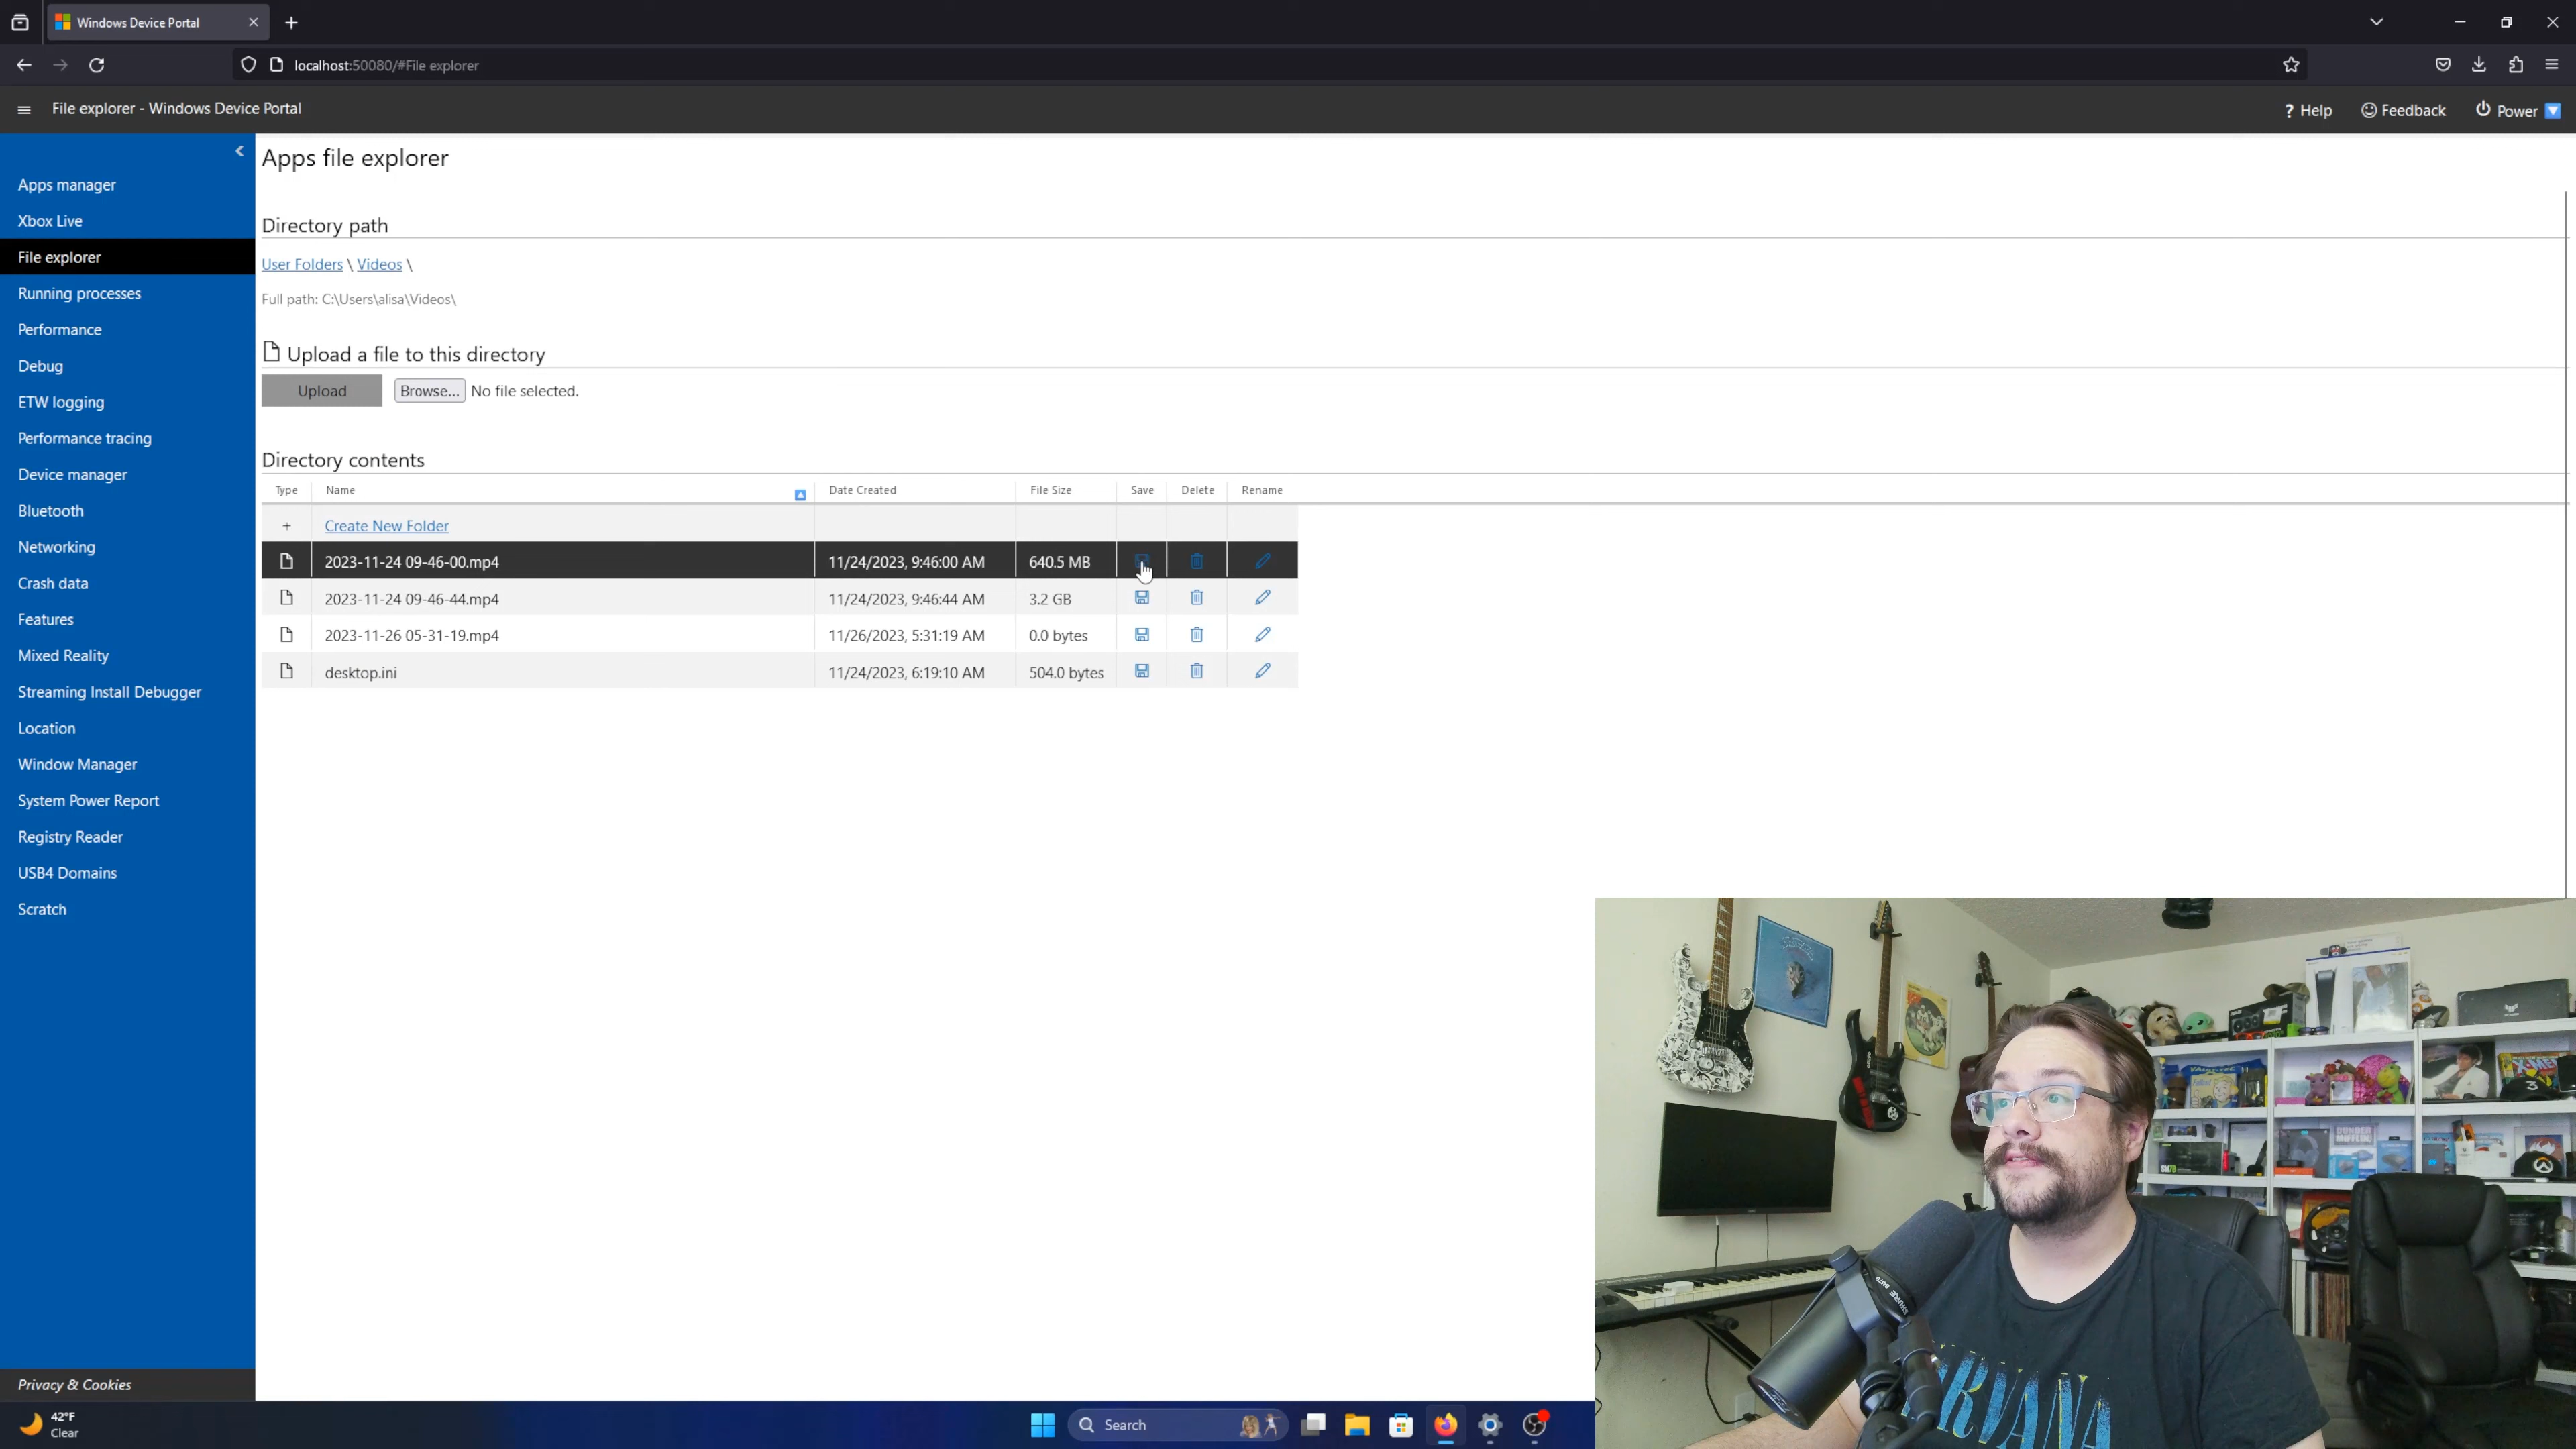 Windows Device Portal
localhost:50080/#File explorer
File explorer - Windows Device Portal
? Help
Feedback
Power
Apps manager
Xbox Live
File explorer
Running processes
Performance
Debug
ETW logging
Performance tracing
Device manager
Bluetooth
Networking
Crash data
Features
Mixed Reality
Streaming Install Debugger
Location
Window Manager
System Power Report
Registry Reader
USB4 Domains
Scratch
Privacy & Cookies
Apps file explorer
Directory path
User Folders \ Videos \
Full path: C:\Users\alisa\Videos\
Upload a file to this directory
Upload Browse... No file selected.
Directory contents
Type Name Date Created File Size Save Delete Rename
+ Create New Folder
2023-11-24 09-46-00.mp4 11/24/2023, 9:46:00 AM 640.5 MB
2023-11-24 09-46-44.mp4 11/24/2023, 9:46:44 AM 3.2 GB
2023-11-26 05-31-19.mp4 11/26/2023, 5:31:19 AM 0.0 bytes
desktop.ini 11/24/2023, 6:19:10 AM 504.0 bytes
DUNDER
MIFFLIN
3
SHURE
SM7B
NIRVANA
42°F
Clear
Search